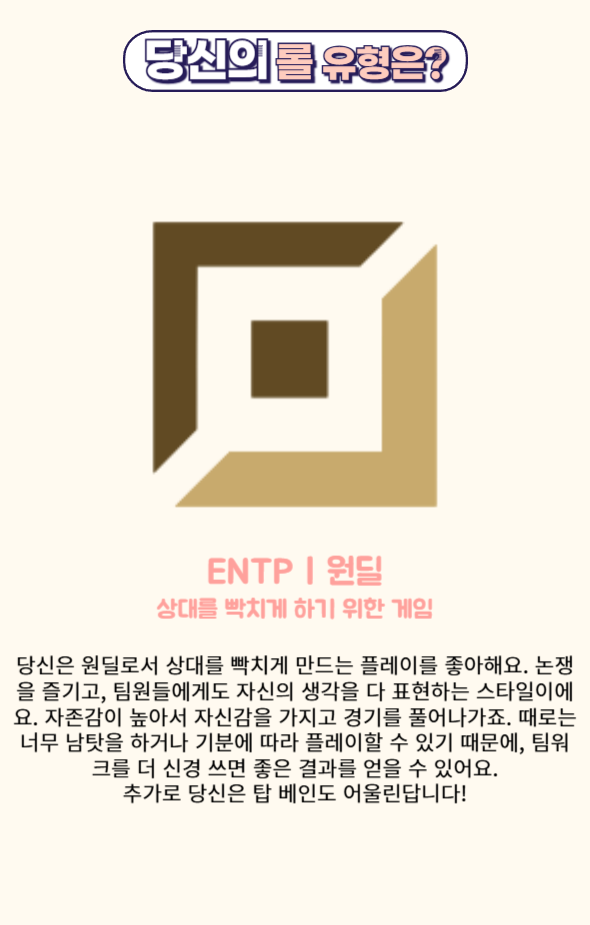 당신의 롤 유형은?
ENTP | 원딜
상대를 빡치게 하기 위한 게임
당신은 원딜로서 상대를 빡치게 만드는 플레이를 좋아해요. 논쟁
을 즐기고, 팀원들에게도 자신의 생각을 다 표현하는 스타일이에
요. 자존감이 높아서 자신감을 가지고 경기를 풀어나가죠. 때로는
너무 남탓을 하거나 기분에 따라 플레이할 수 있기 때문에, 팀워
크를 더 신경 쓰면 좋은 결과를 얻을 수 있어요.
추가로 당신은 탑 베인도 어울린답니다!